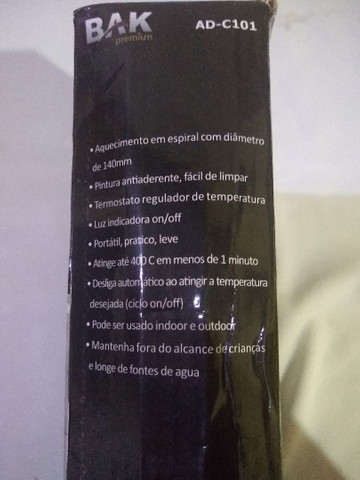 BAK
premium
AD-C101
• Aquecimento em espiral com diâmetro
de 140mm
• Pintura antiaderente, fácil de limpar
• Termostato regulador de temperatura
• Luz indicadora on/off
• Portátil, pratico, leve
• Atinge até 400 C em menos de 1 minuto
• Desliga automático ao atingir a temperatura
desejada (ciclo on/off)
• Pode ser usado indoor e outdoor
• Mantenha fora do alcance de crianças
e longe de fontes de agua